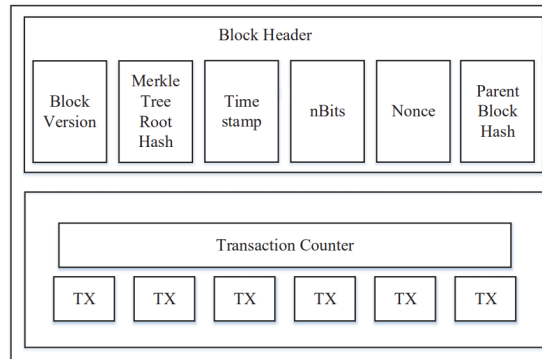 Block Header
Block
Version
Merkle
Tree
Root
Hash
Time
stamp
nBits
Nonce
Parent
Block
Hash
Transaction Counter
TX
TX
TX
TX
TX
TX